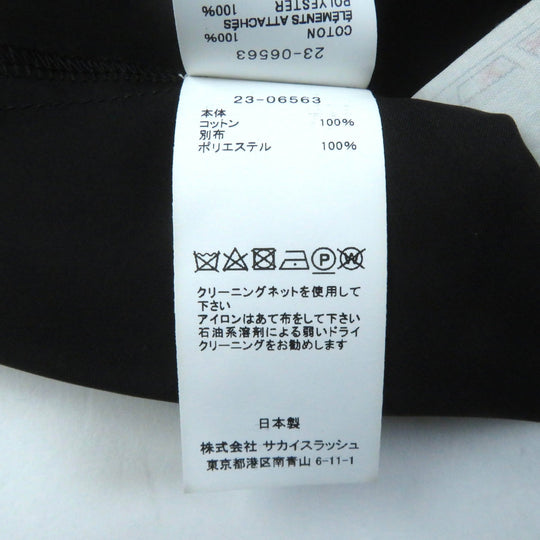 COTON 100%
ÉLÉMENTS ATTACHÉS
POLYESTER 100%
23-06563
23-06563
本体
コットン 100%
別布
ポリエステル 100%
P W
クリーニングネットを使用して
下さい
アイロンはあて布をして下さい
石油系溶剤による弱いドライ
クリーニングをお勧めします
日本製
株式会社 サカイスラッシュ
東京都港区南青山 6-11-1